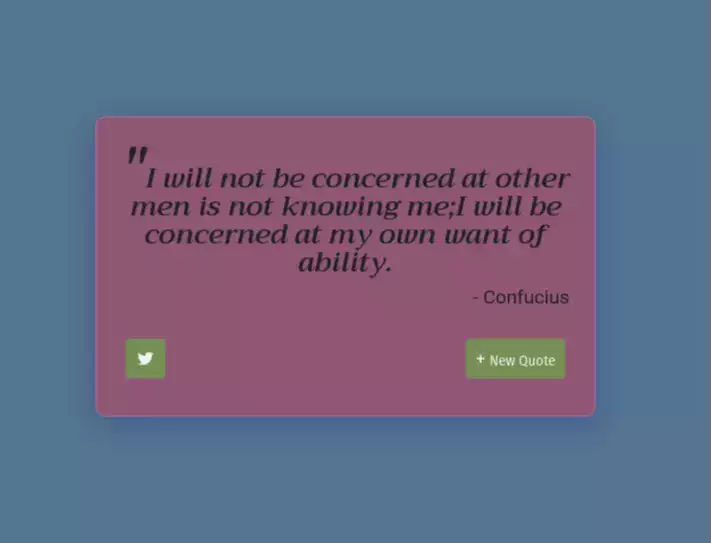 "I will not be concerned at other
men is not knowing me;I will be
concerned at my own want of
ability.
- Confucius
+ New Quote